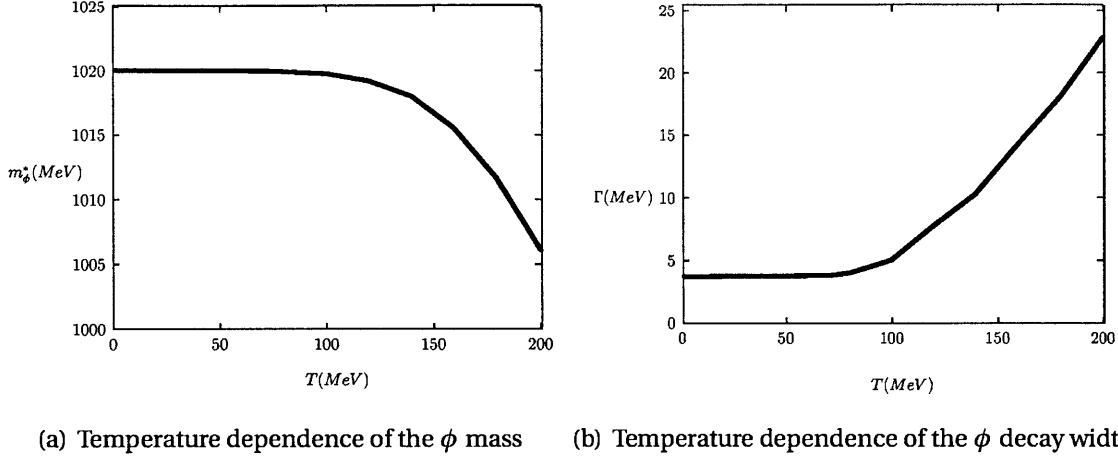 1025
1020
1015
m*ϕ(MeV)
1010
1005
1000
0 50 100 150 200
T(MeV)
(a) Temperature dependence of the ϕ mass
25
20
15
Γ(MeV)
10
5
0
0 50 100 150 200
T(MeV)
(b) Temperature dependence of the ϕ decay widt